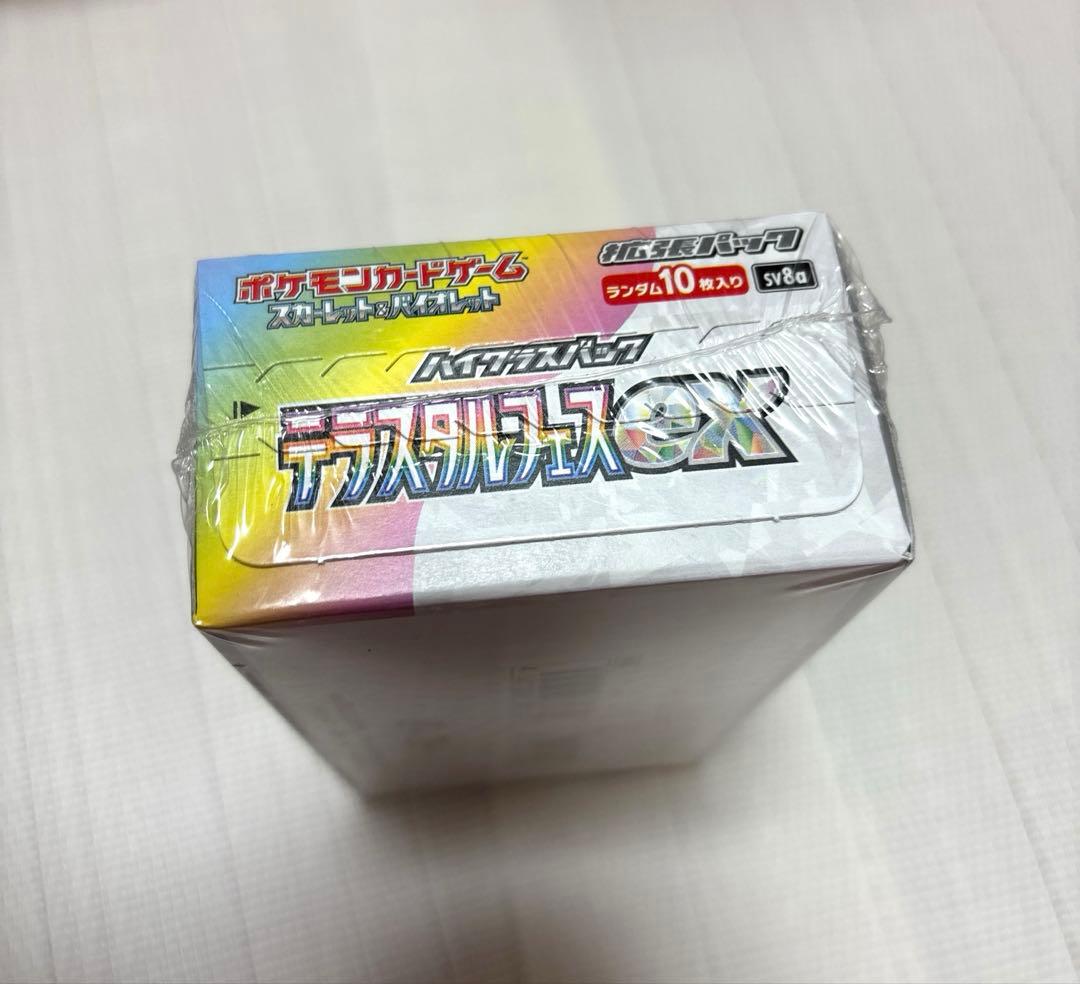 ポケモンカードゲーム
スカーレット&バイオレット
拡張パック
ランダム10枚入り SV8a
ハイクラスパック
テラスタルフェスex